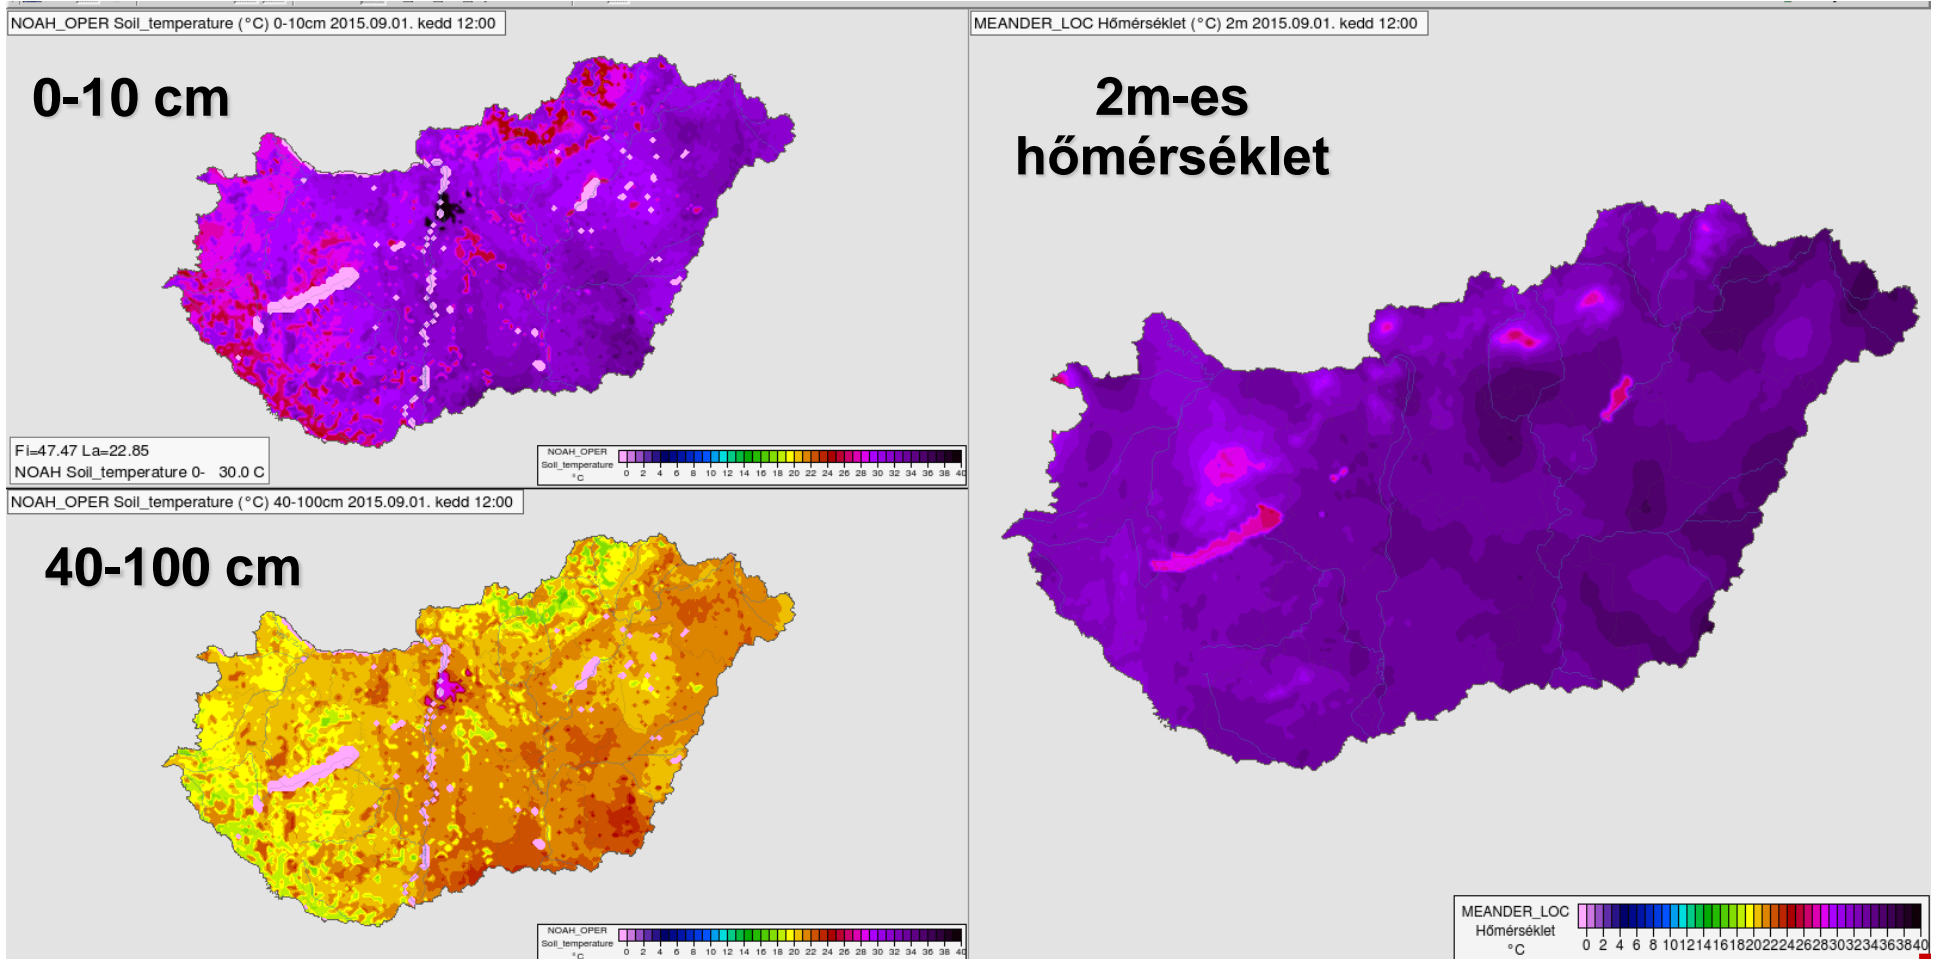 NOAH_OPER Soil_temperature (°C) 0-10cm 2015.09.01. kedd 12:00
0-10 cm
Fi=47.47 La=22.85
NOAH Soil_temperature 0- 30.0 C
NOAH_OPER
Soil_temperature
°C
0 2 4 6 8 10 12 14 16 18 20 22 24 26 28 30 32 34 36 38 40
NOAH_OPER Soil_temperature (°C) 40-100cm 2015.09.01. kedd 12:00
40-100 cm
NOAH_OPER
Soil_temperature
°C
0 2 4 6 8 10 12 14 16 18 20 22 24 26 28 30 32 34 36 38 40
MEANDER_LOC Hőmérséklet (°C) 2m 2015.09.01. kedd 12:00
2m-es
hőmérséklet
MEANDER_LOC
Hőmérséklet
°C
0 2 4 6 8 10 12 14 16 18 20 22 24 26 28 30 32 34 36 38 40